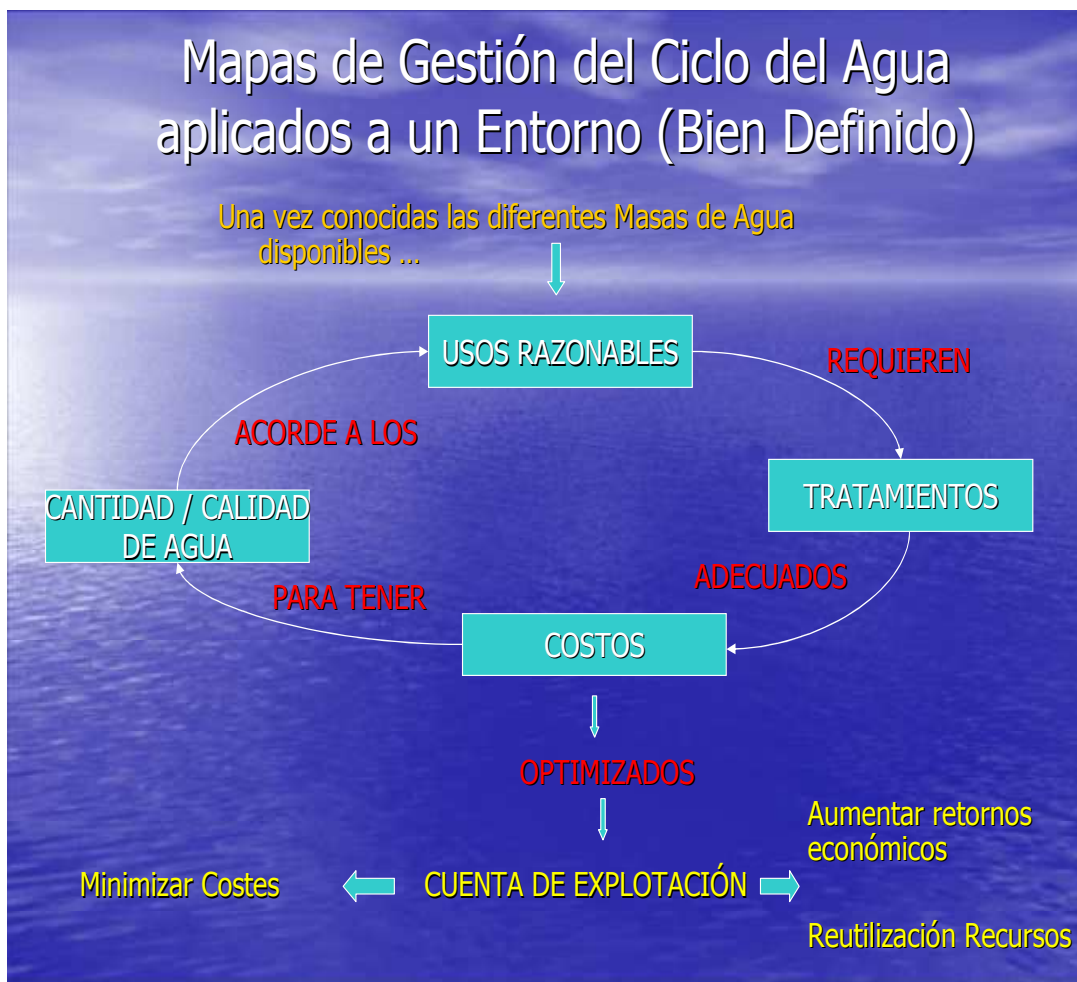 Mapas de Gestión del Ciclo del Agua
aplicados a un Entorno (Bien Definido)
Una vez conocidas las diferentes Masas de Agua
disponibles ...
USOS RAZONABLES
REQUIEREN
ACORDE A LOS
TRATAMIENTOS
CANTIDAD / CALIDAD
DE AGUA
ADECUADOS
PARA TENER
COSTOS
OPTIMIZADOS
Aumentar retornos
económicos
Minimizar Costes
CUENTA DE EXPLOTACIÓN
Reutilización Recursos